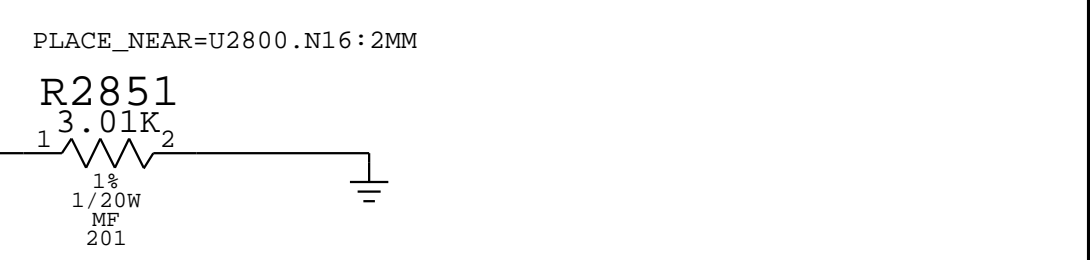 PLACE_NEAR=U2800.N16:2MM
R2851
3.01K
1 2
1%
1/20W
MF
201